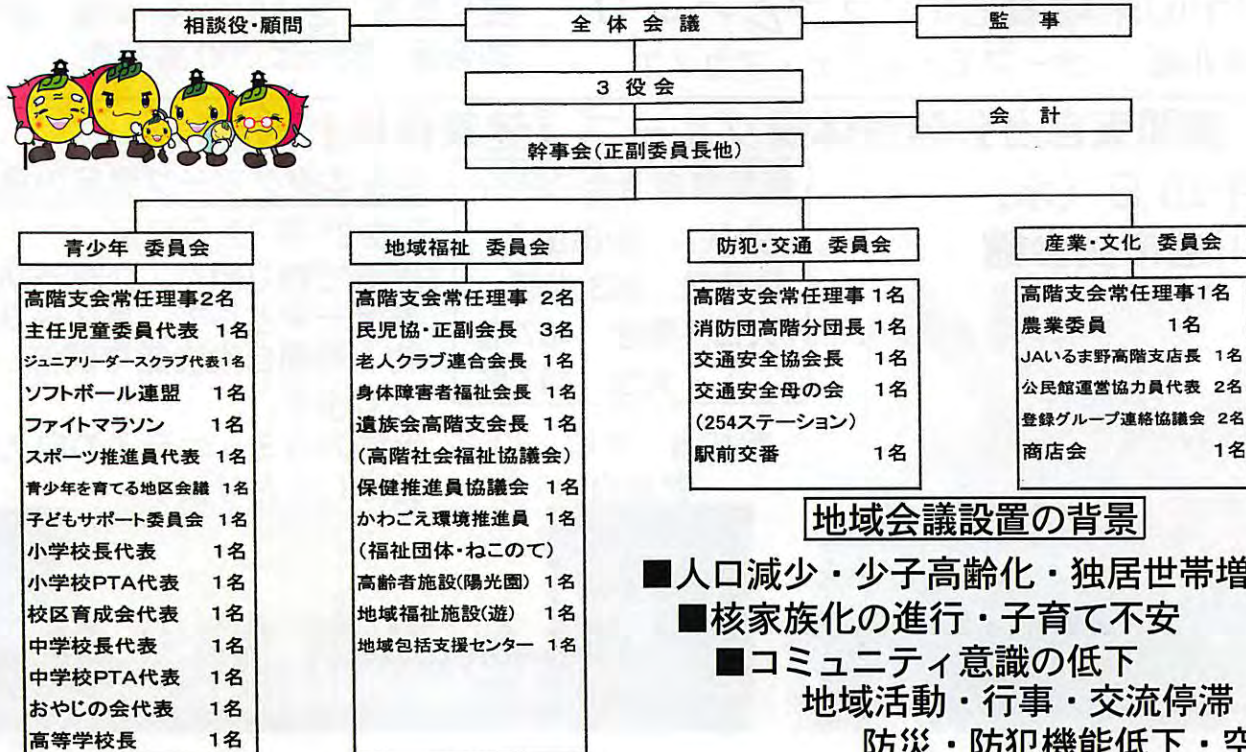 相談役・顧問
全 体 会 議
監 事
3 役会
会 計
幹事会(正副委員長他)
青少年 委員会
高階支会常任理事2名
主任児童委員代表 1名
ジュニアリーダースクラブ代表1名
ソフトボール連盟 1名
ファイトマラソン 1名
スポーツ推進員代表 1名
青少年を育てる地区会議 1名
子どもサポート委員会 1名
小学校長代表 1名
小学校PTA代表 1名
校区育成会代表 1名
中学校長代表 1名
中学校PTA代表 1名
おやじの会代表 1名
高等学校長 1名
地域福祉 委員会
高階支会常任理事 2名
民児協・正副会長 3名
老人クラブ連合会長 1名
身体障害者福祉会長 1名
遺族会高階支会長 1名
(高階社会福祉協議会)
保健推進員協議会 1名
かわごえ環境推進員 1名
(福祉団体・ねこのて)
高齢者施設(陽光園) 1名
地域福祉施設(遊) 1名
地域包括支援センター 1名
防犯・交通 委員会
高階支会常任理事 1名
消防団高階分団長 1名
交通安全協会長 1名
交通安全母の会 1名
(254ステーション)
駅前交番 1名
産業・文化 委員会
高階支会常任理事1名
農業委員 1名
JAいるま野高階支店長 1名
公民館運営協力員代表 2名
登録グループ連絡協議会 2名
商店会 1名
地域会議設置の背景
■人口減少・少子高齢化・独居世帯増
■核家族化の進行・子育て不安
■コミュニティ意識の低下
地域活動・行事・交流停滞
防災・防犯機能低下・空